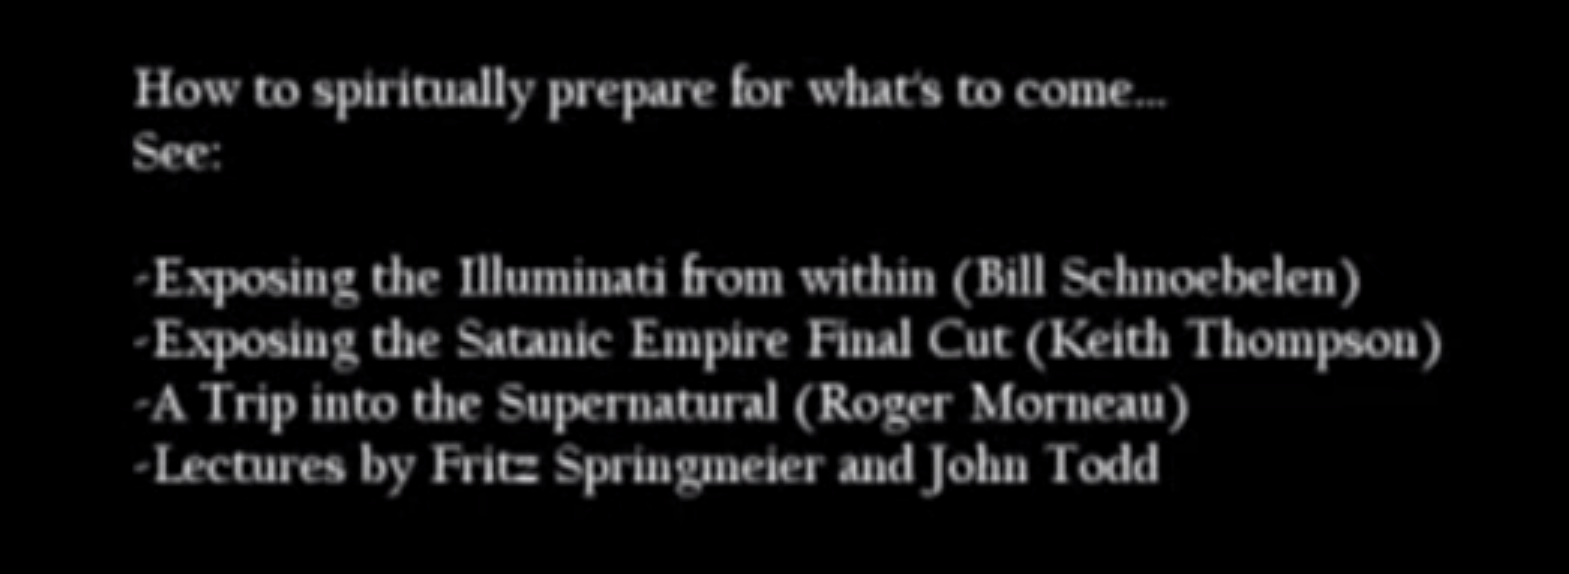 How to spiritually prepare for what's to come...
See:
-Exposing the Illuminati from within (Bill Schnoebelen)
-Exposing the Satanic Empire Final Cut (Keith Thompson)
-A Trip into the Supernatural (Roger Morneau)
-Lectures by Fritz Springmeier and John Todd